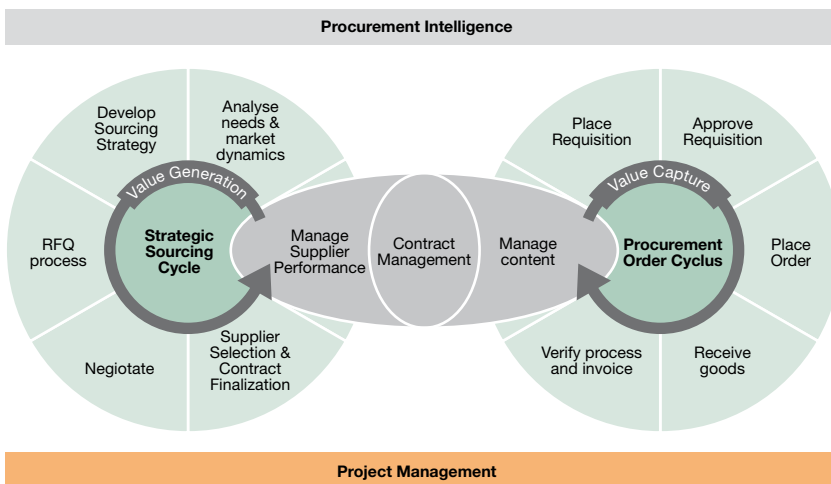 Procurement Intelligence
Develop
Sourcing
Strategy
Analyse
needs &
market
dynamics
Value Generation
RFQ
process
Strategic
Sourcing
Cycle
Negiotate
Supplier
Selection &
Contract
Finalization
Manage
Supplier
Performance
Contract
Management
Manage
content
Place
Requisition
Approve
Requisition
Value Capture
Procurement
Order Cyclus
Place
Order
Verify process
and invoice
Receive
goods
Project Management